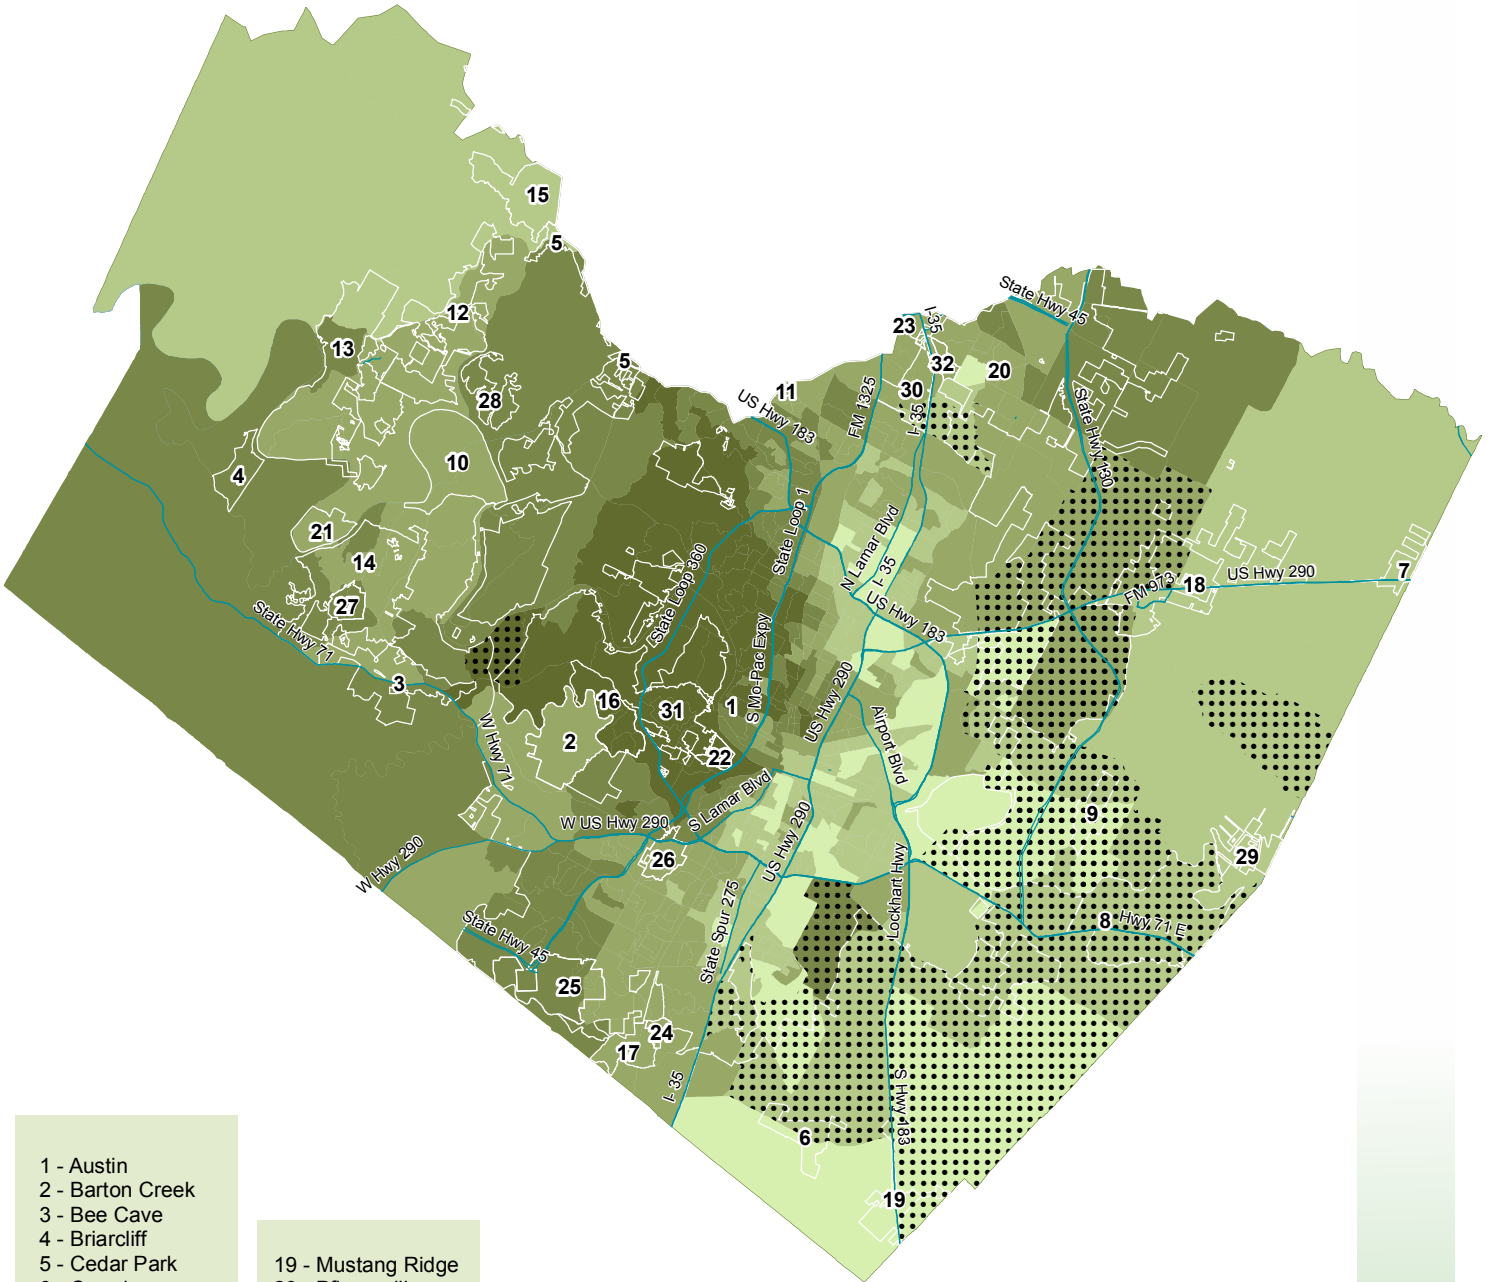 15
5
12
13
5
28
10
4
21
14
27
State Hwy 71
3
W Hwy 71
2
16
31
1
22
State Loop 360
State Loop 1
S Mo-Pac Expy
11
US Hwy 183
FM 1325
23
I-35
32
30
20
I- 35
State Hwy 45
State Hwy 130
N Lamar Blvd
I- 35
US Hwy 183
FM 973
18
US Hwy 290
7
US Hwy 290
Airport Blvd
S Lamar Blvd
W US Hwy 290
26
W Hwy 290
US Hwy 290
9
29
8
Hwy 71 E
Lockhart Hwy
State Spur 275
State Hwy 45
25
24
17
I- 35
S Hwy 183
6
19
1 - Austin
2 - Barton Creek
3 - Bee Cave
4 - Briarcliff
5 - Cedar Park
19 - Mustang Ridge